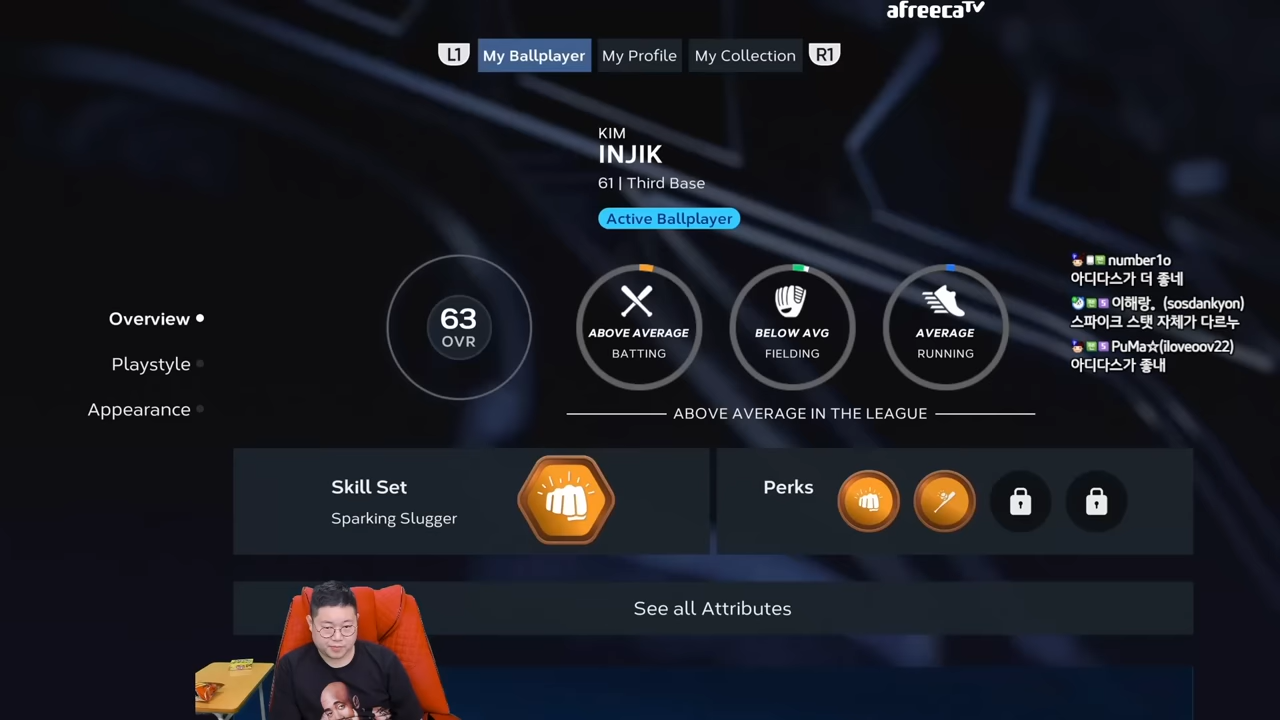 afreecaTV
L1 My Ballplayer My Profile My Collection R1
KIM
INJIK
61 | Third Base
Active Ballplayer
Overview
Playstyle
Appearance
63
OVR
ABOVE AVERAGE
BATTING
BELOW AVG
FIELDING
AVERAGE
RUNNING
ABOVE AVERAGE IN THE LEAGUE
number1o
아디다스가 더 좋네
이해랑。(sosdankyon)
스파이크 스탯 자체가 다르누
PuMa☆(iloveoov22)
아디다스가 좋내
Skill Set
Sparking Slugger
Perks
See all Attributes